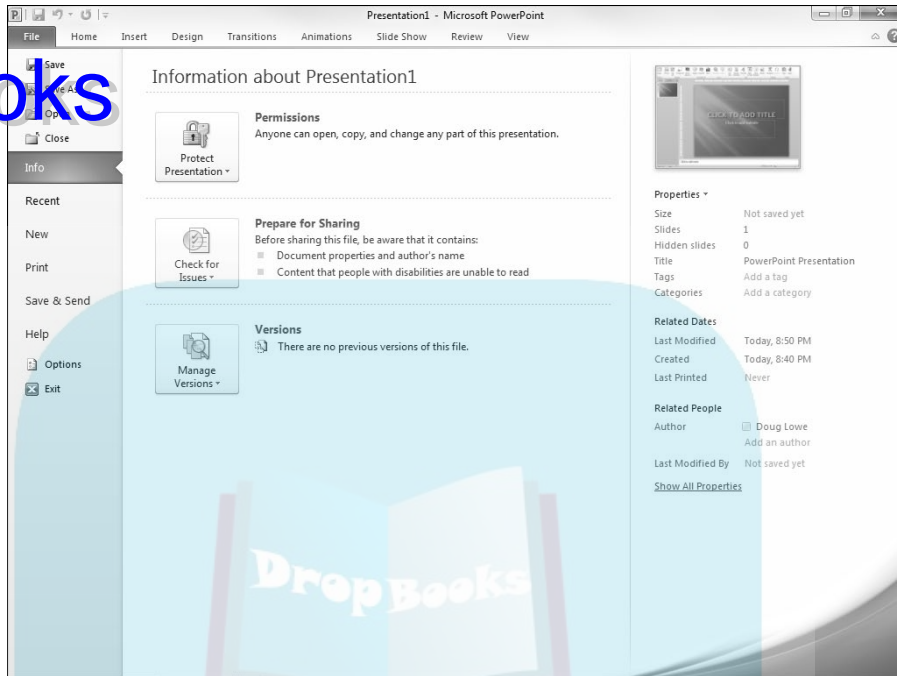 Presentation1 - Microsoft PowerPoint
File Home Insert Design Transitions Animations Slide Show Review View
oks
Save
Save As
Open
Close
Info
Recent
New
Print
Save & Send
Help
Options
Exit
Information about Presentation1
Protect
Presentation
Permissions
Anyone can open, copy, and change any part of this presentation.
Check for
Issues
Prepare for Sharing
Before sharing this file, be aware that it contains:
Document properties and author's name
Content that people with disabilities are unable to read
Manage
Versions
Versions
There are no previous versions of this file.
CLICK TO ADD TITLE
Properties
Size Not saved yet
Slides 1
Hidden slides 0
Title PowerPoint Presentation
Tags Add a tag
Categories Add a category
Related Dates
Last Modified Today, 8:50 PM
Created Today, 8:40 PM
Last Printed Never
Related People
Author Doug Lowe
Add an author
Last Modified By Not saved yet
Show All Properties
DropBooks